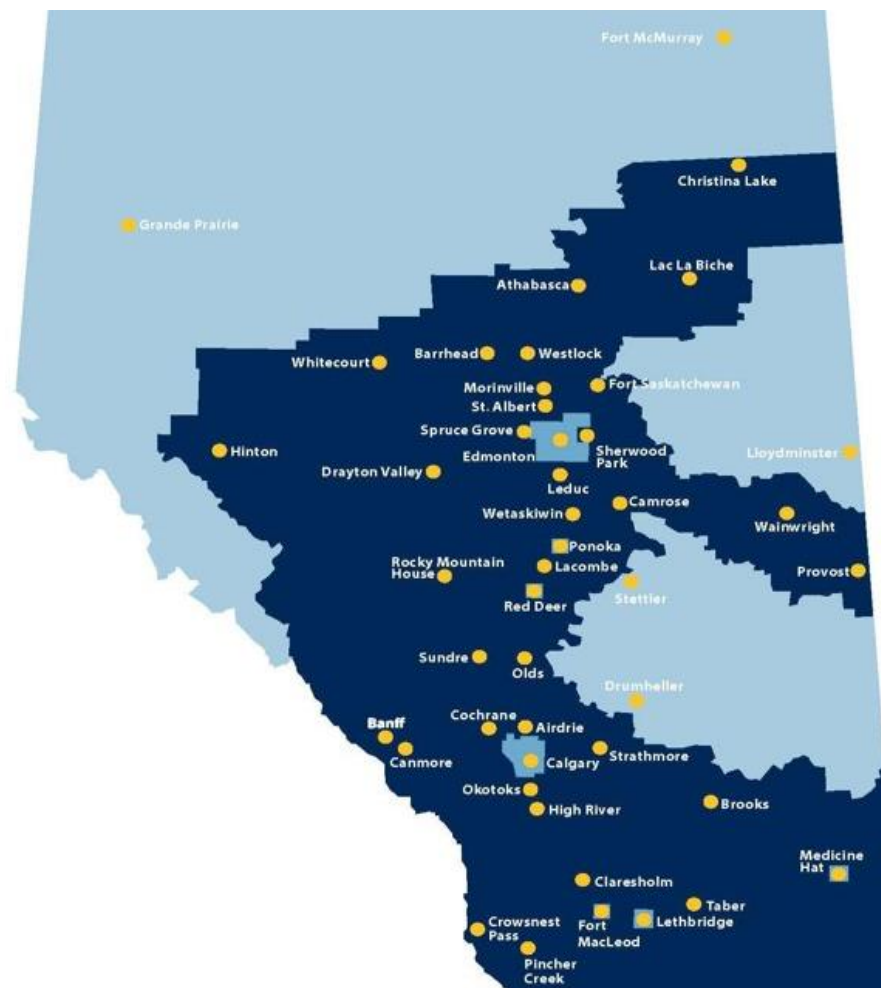 Fort McMurray
Christina Lake
Grande Prairie
Lac La Biche
Athabasca
Barrhead
Westlock
Whitecourt
Morinville
Fort Saskatchewan
St. Albert
Spruce Grove
Edmonton
Sherwood
Park
Hinton
Lloydminster
Drayton Valley
Leduc
Camrose
Wetaskiwin
Wainwright
Ponoka
Rocky Mountain
House
Lacombe
Provost
Stettler
Red Deer
Sundre
Olds
Drumheller
Cochrane
Airdrie
Banff
Canmore
Strathmore
Calgary
Okotoks
High River
Brooks
Medicine
Hat
Claresholm
Taber
Crowsnest
Pass
Fort
MacLeod
Lethbridge
Pincher
Creek